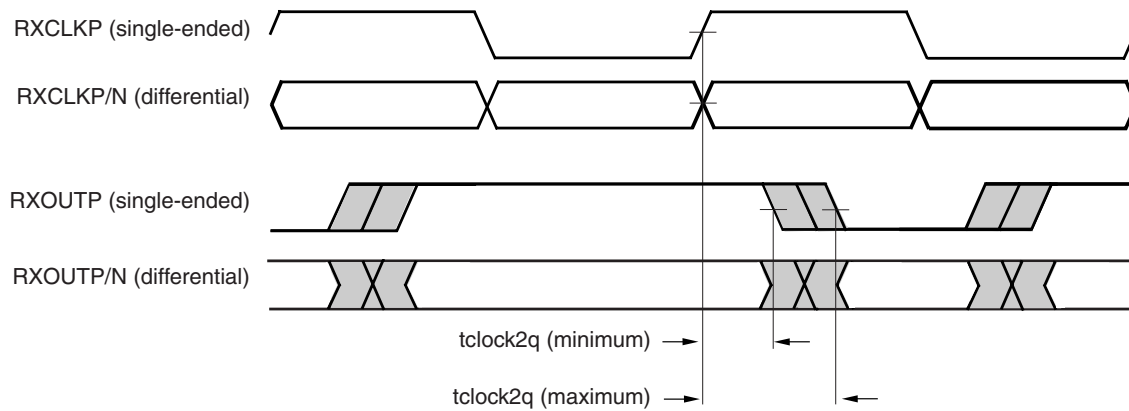 RXCLKP (single-ended)
RXCLKP/N (differential)
RXOUTP (single-ended)
RXOUTP/N (differential)
tclock2q (minimum)
tclock2q (maximum)